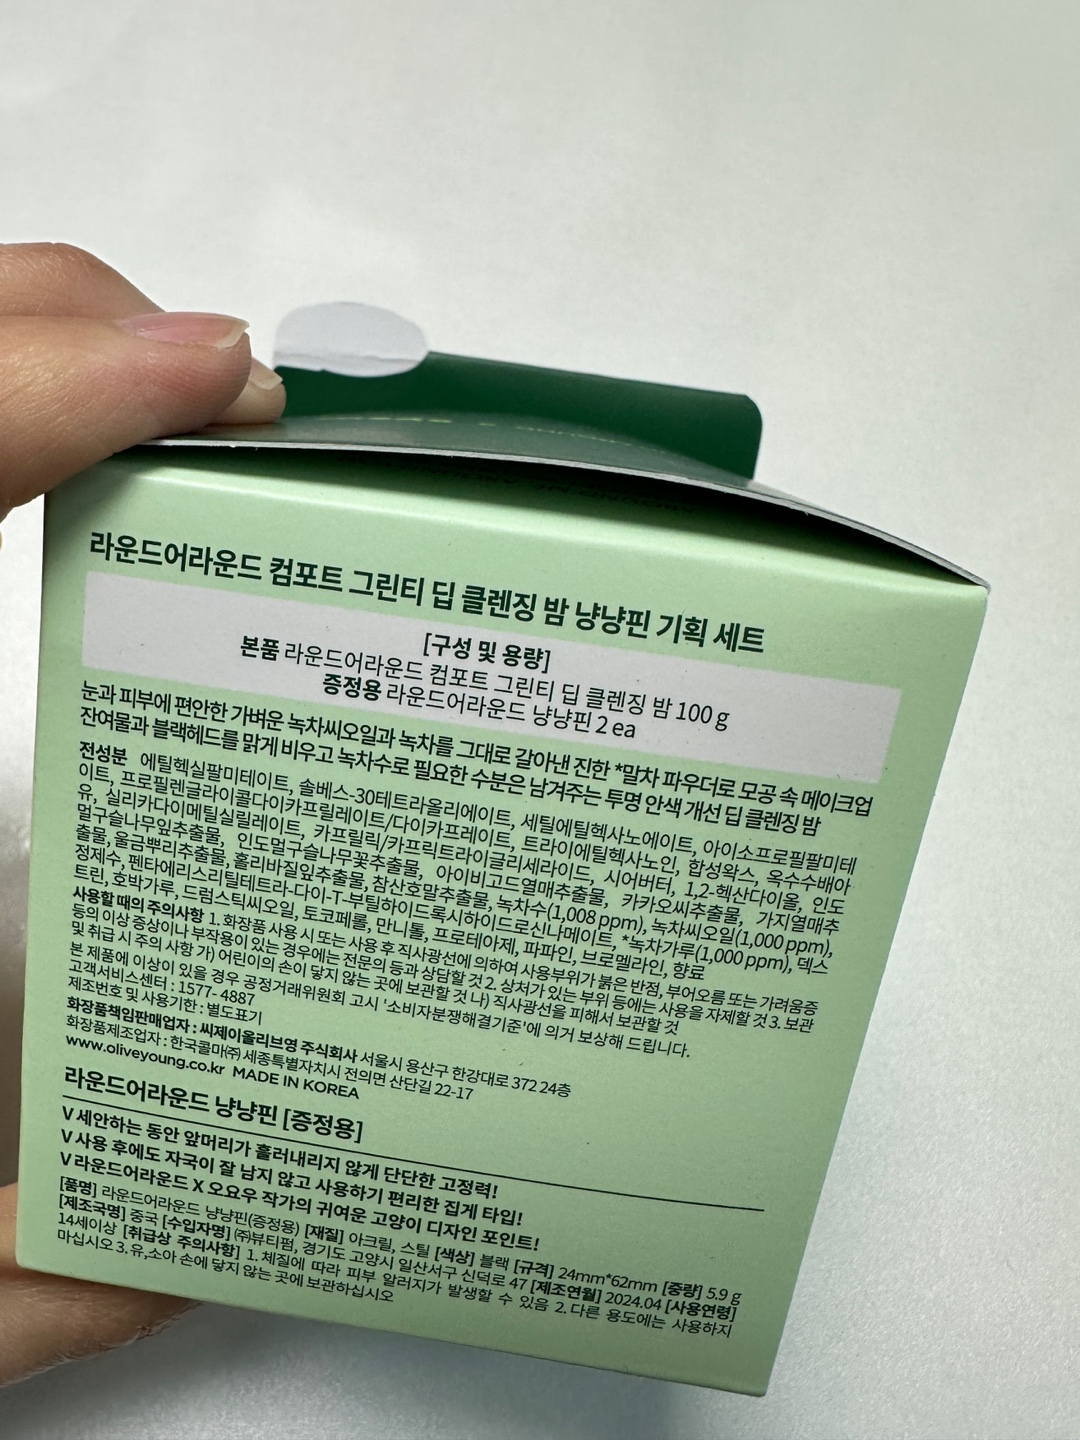 라운드어라운드 컴포트 그린티 딥 클렌징 밤 냥냥핀 기획 세트
[구성 및 용량]
본품 라운드어라운드 컴포트 그린티 딥 클렌징 밤 100 g
증정용 라운드어라운드 냥냥핀 2 ea
눈과 피부에 편안한 가벼운 녹차씨오일과 녹차를 그대로 갈아낸 진한 *말차 파우더로 모공 속 메이크업
잔여물과 블랙헤드를 맑게 비우고 녹차수로 필요한 수분은 남겨주는 투명 안색 개선 딥 클렌징 밤
전성분 에틸헥실팔미테이트, 솔베스-30테트라올리에이트, 세틸에틸헥사노에이트, 아이소프로필팔미테
이트, 프로필렌글라이콜다이카프릴레이트/다이카프레이트, 트라이에틸헥사노인, 합성왁스, 옥수수배아
유, 실리카다이메틸실릴레이트, 카프릴릭/카프릭트라이글리세라이드, 시어버터, 1,2-헥산다이올, 인도
멀구슬나무잎추출물, 인도멀구슬나무꽃추출물, 아이비고드열매추출물, 카카오씨추출물, 가지열매추
출물, 울금뿌리추출물, 홀리바질잎추출물, 참산호말추출물, 녹차수(1,008 ppm), 녹차씨오일(1,000 ppm),
정제수, 펜타에리스리틸테트라-다이-T-부틸하이드록시하이드로신나메이트, *녹차가루(1,000 ppm), 덱스
트린, 호박가루, 드럼스틱씨오일, 토코페롤, 만니톨, 프로테아제, 파파인, 브로멜라인, 향료
사용할 때의 주의사항 1. 화장품 사용 시 또는 사용 후 직사광선에 의하여 사용부위가 붉은 반점, 부어오름 또는 가려움증
등의 이상 증상이나 부작용이 있는 경우에는 전문의 등과 상담할 것 2. 상처가 있는 부위 등에는 사용을 자제할 것 3. 보관
및 취급 시 주의 사항 가) 어린이의 손이 닿지 않는 곳에 보관할 것 나) 직사광선을 피해서 보관할 것
본 제품에 이상이 있을 경우 공정거래위원회 고시 '소비자분쟁해결기준'에 의거 보상해 드립니다.
고객서비스센터 : 1577- 4887
제조번호 및 사용기한 : 별도표기
화장품책임판매업자 : 씨제이올리브영 주식회사 서울시 용산구 한강대로 372 24층
화장품제조업자 : 한국콜마㈜ 세종특별자치시 전의면 산단길 22-17
www.oliveyoung.co.kr MADE IN KOREA
라운드어라운드 냥냥핀 [증정용]
V 세안하는 동안 앞머리가 흘러내리지 않게 단단한 고정력!
V 사용 후에도 자국이 잘 남지 않고 사용하기 편리한 집게 타입!
V 라운드어라운드 X 오요우 작가의 귀여운 고양이 디자인 포인트!
[품명] 라운드어라운드 냥냥핀(증정용) [재질] 아크릴, 스틸 [색상] 블랙 [규격] 24mm*62mm [중량] 5.9 g
[제조국명] 중국 [수입자명] ㈜뷰티펌, 경기도 고양시 일산서구 신덕로 47 [제조연월] 2024.04 [사용연령]
14세이상 [취급상 주의사항] 1. 체질에 따라 피부 알러지가 발생할 수 있음 2. 다른 용도에는 사용하지
마십시오 3. 유,소아 손에 닿지 않는 곳에 보관하십시오